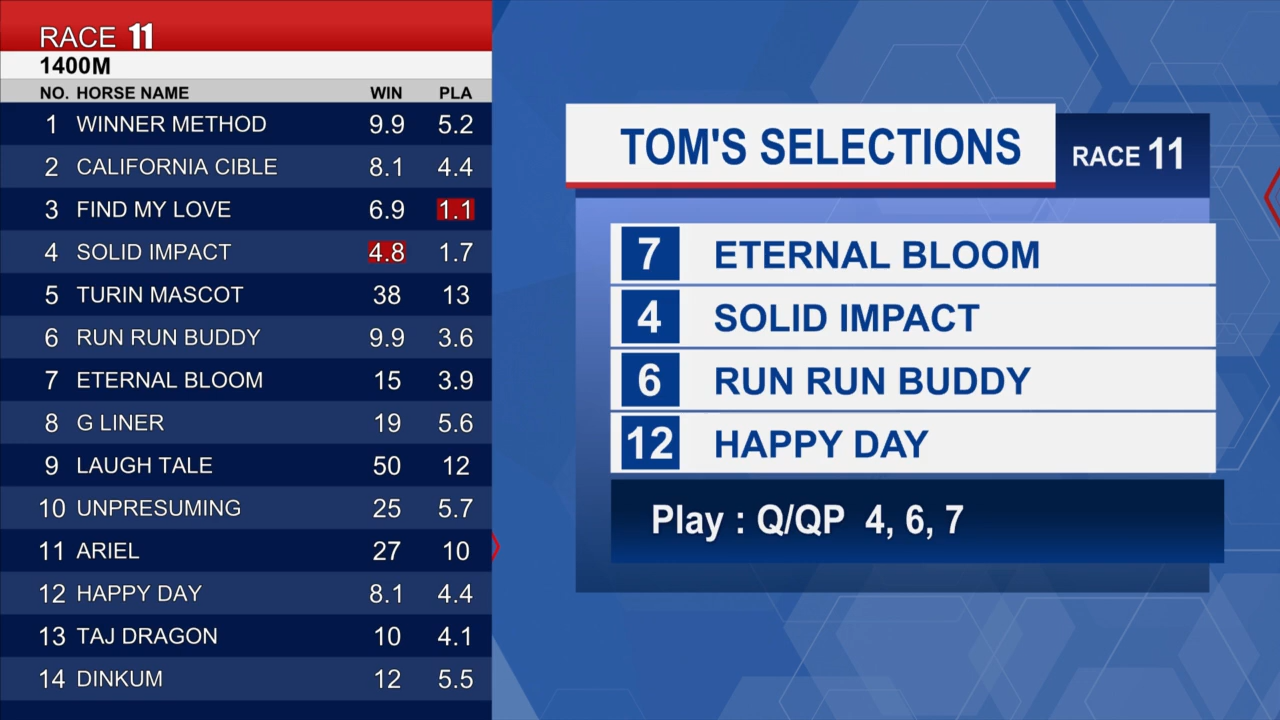 RACE 11
1400M
NO. HORSE NAME WIN PLA
1 WINNER METHOD 9.9 5.2
2 CALIFORNIA CIBLE 8.1 4.4
3 FIND MY LOVE 6.9 1.1
4 SOLID IMPACT 4.8 1.7
5 TURIN MASCOT 38 13
6 RUN RUN BUDDY 9.9 3.6
7 ETERNAL BLOOM 15 3.9
8 G LINER 19 5.6
9 LAUGH TALE 50 12
10 UNPRESUMING 25 5.7
11 ARIEL 27 10
12 HAPPY DAY 8.1 4.4
13 TAJ DRAGON 10 4.1
14 DINKUM 12 5.5
TOM'S SELECTIONS RACE 11
7 ETERNAL BLOOM
4 SOLID IMPACT
6 RUN RUN BUDDY
12 HAPPY DAY
Play : Q/QP 4, 6, 7